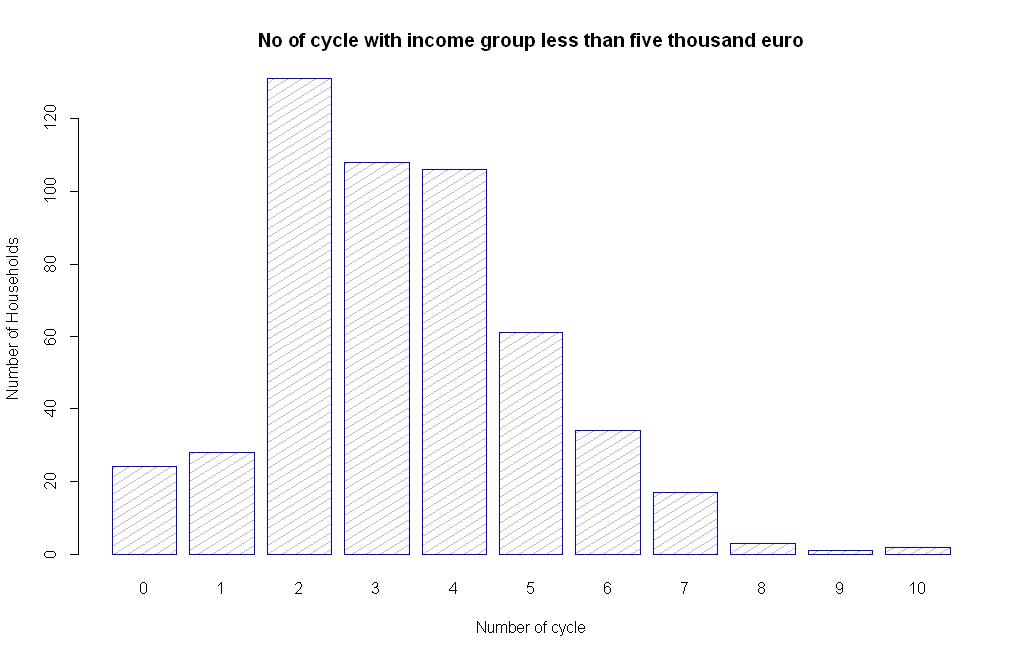 No of cycle with income group less than five thousand euro
Number of Households
120
100
80
60
40
20
0
0 1 2 3 4 5 6 7 8 9 10
Number of cycle